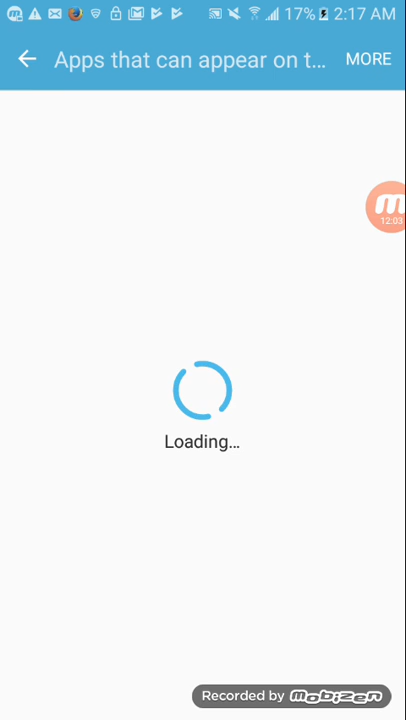 17% 2:17 AM
Apps that can appear on t... MORE
12:03
Loading...
Recorded by mobizen